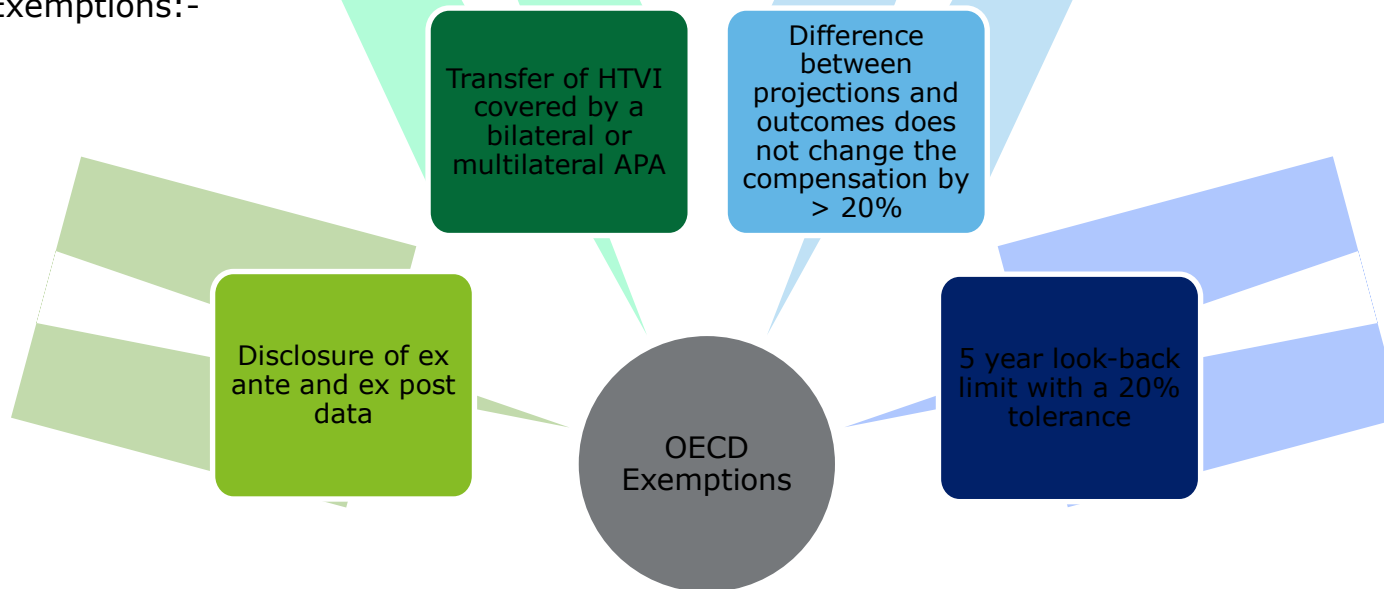 Exemptions:-
Transfer of HTVI
covered by a
bilateral or
multilateral APA
Difference
between
projections and
outcomes does
not change the
compensation by
> 20%
Disclosure of ex
ante and ex post
data
5 year look-back
limit with a 20%
tolerance
OECD
Exemptions